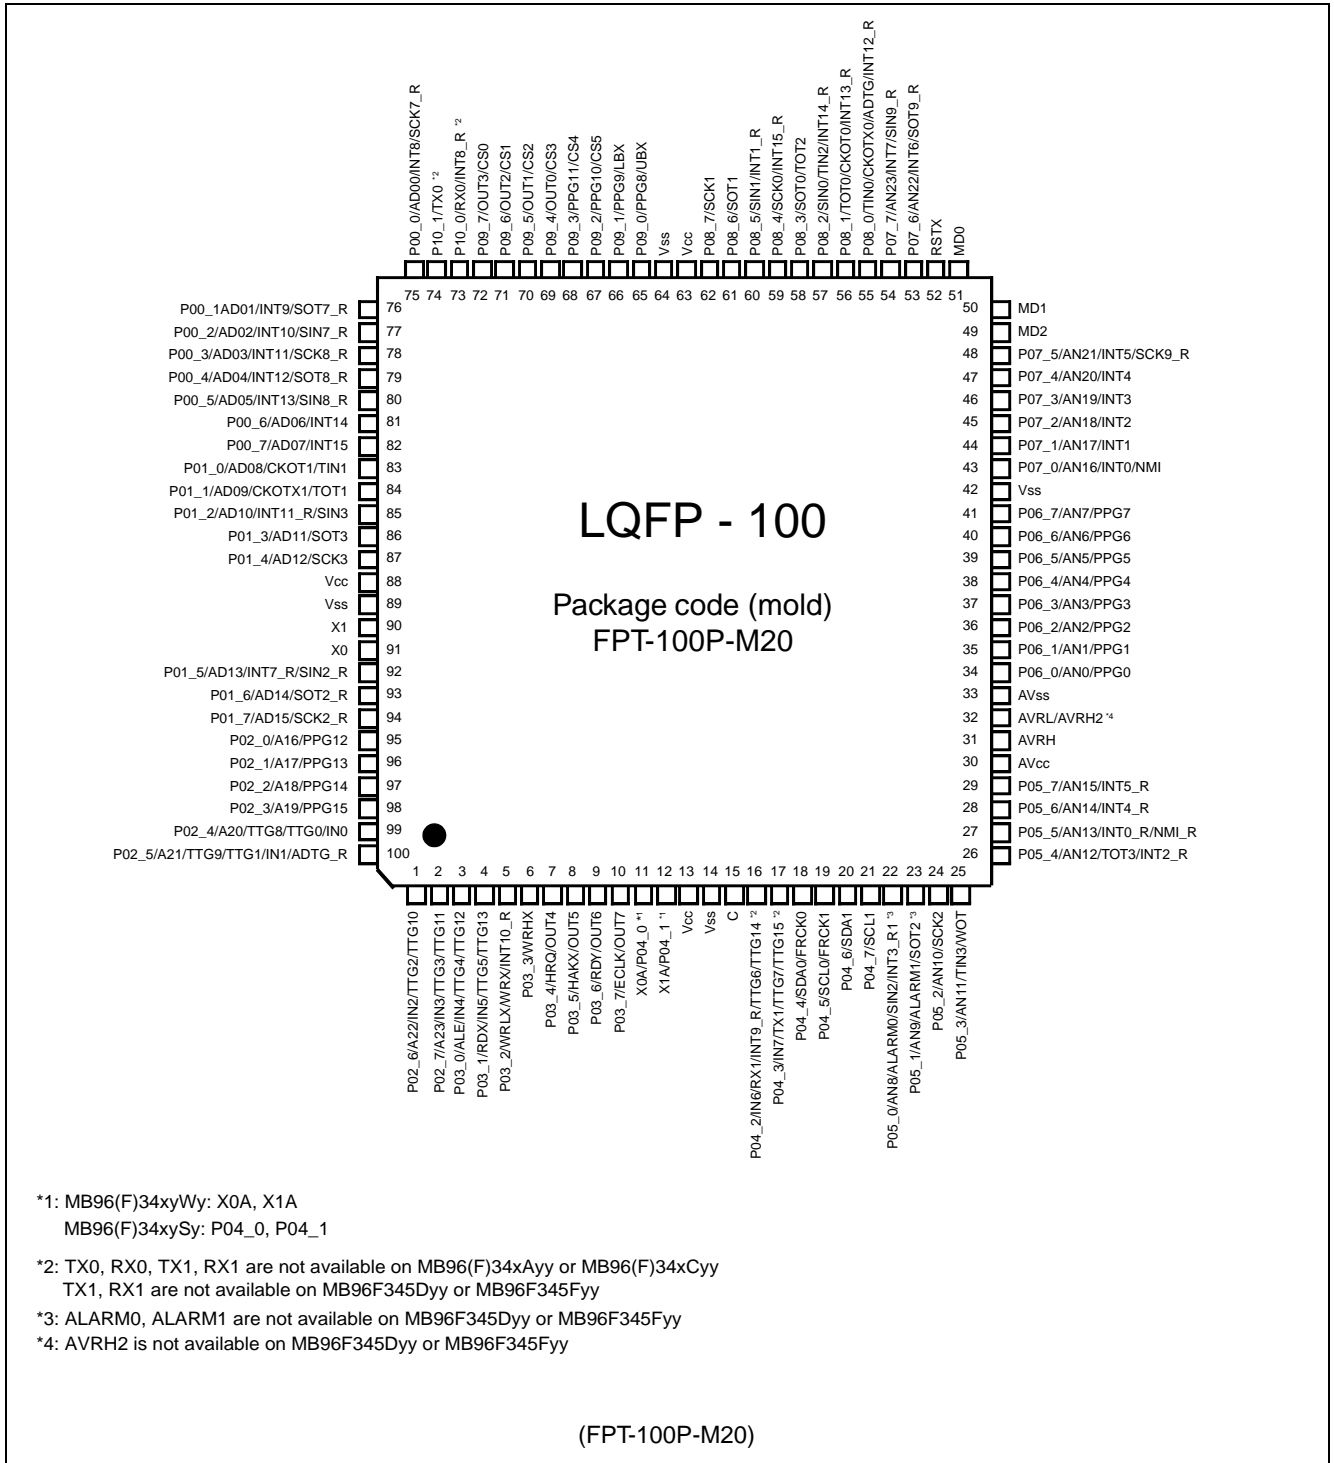 P00_0/AD00/INT8/SCK7_R
P10_1/TX0 *2
P10_0/RX0/INT8_R *2
P09_7/OUT3/CS0
P09_6/OUT2/CS1
P09_5/OUT1/CS2
P09_4/OUT0/CS3
P09_3/PPG11/CS4
P09_2/PPG10/CS5
P09_1/PPG9/LBX
P09_0/PPG8/UBX
Vss
Vcc
P08_7/SCK1
P08_6/SOT1
P08_5/SIN1/INT1_R
P08_4/SCK0/INT15_R
P08_3/SOT0/TOT2
P08_2/SIN0/TIN2/INT14_R
P08_1/TOT0/CKOT0/INT13_R
P08_0/TIN0/CKOTX0/ADTG/INT12_R
P07_7/AN23/INT7/SIN9_R
P07_6/AN22/INT6/SOT9_R
RSTX
MD0
75 74 73 72 71 70 69 68 67 66 65 64 63 62 61 60 59 58 57 56 55 54 53 52 51
P00_1AD01/INT9/SOT7_R 76
P00_2/AD02/INT10/SIN7_R 77
P00_3/AD03/INT11/SCK8_R 78
P00_4/AD04/INT12/SOT8_R 79
P00_5/AD05/INT13/SIN8_R 80
P00_6/AD06/INT14 81
P00_7/AD07/INT15 82
P01_0/AD08/CKOT1/TIN1 83
P01_1/AD09/CKOTX1/TOT1 84
P01_2/AD10/INT11_R/SIN3 85
P01_3/AD11/SOT3 86
P01_4/AD12/SCK3 87
Vcc 88
Vss 89
X1 90
X0 91
P01_5/AD13/INT7_R/SIN2_R 92
P01_6/AD14/SOT2_R 93
P01_7/AD15/SCK2_R 94
P02_0/A16/PPG12 95
P02_1/A17/PPG13 96
P02_2/A18/PPG14 97
P02_3/A19/PPG15 98
P02_4/A20/TTG8/TTG0/IN0 99
P02_5/A21/TTG9/TTG1/IN1/ADTG_R 100
LQFP - 100
Package code (mold)
FPT-100P-M20
50 MD1
49 MD2
48 P07_5/AN21/INT5/SCK9_R
47 P07_4/AN20/INT4
46 P07_3/AN19/INT3
45 P07_2/AN18/INT2
44 P07_1/AN17/INT1
43 P07_0/AN16/INT0/NMI
42 Vss
41 P06_7/AN7/PPG7
40 P06_6/AN6/PPG6
39 P06_5/AN5/PPG5
38 P06_4/AN4/PPG4
37 P06_3/AN3/PPG3
36 P06_2/AN2/PPG2
35 P06_1/AN1/PPG1
34 P06_0/AN0/PPG0
33 AVss
32 AVRL/AVRH2 *4
31 AVRH
30 AVcc
29 P05_7/AN15/INT5_R
28 P05_6/AN14/INT4_R
27 P05_5/AN13/INT0_R/NMI_R
26 P05_4/AN12/TOT3/INT2_R
1 2 3 4 5 6 7 8 9 10 11 12 13 14 15 16 17 18 19 20 21 22 23 24 25
P02_6/A22/IN2/TTG2/TTG10
P02_7/A23/IN3/TTG3/TTG11
P03_0/ALE/IN4/TTG4/TTG12
P03_1/RDX/IN5/TTG5/TTG13
P03_2/WRLX/WRX/INT10_R
P03_3/WRHX
P03_4/HRQ/OUT4
P03_5/HAKX/OUT5
P03_6/RDY/OUT6
P03_7/ECLK/OUT7
X0A/P04_0 *1
X1A/P04_1 *1
Vcc
Vss
C
P04_2/IN6/RX1/INT9_R/TTG6/TTG14 *2
P04_3/IN7/TX1/TTG7/TTG15 *2
P04_4/SDA0/FRCK0
P04_5/SCL0/FRCK1
P04_6/SDA1
P04_7/SCL1
P05_0/AN8/ALARM0/SIN2/INT3_R1 *3
P05_1/AN9/ALARM1/SOT2 *3
P05_2/AN10/SCK2
P05_3/AN11/TIN3/WOT
*1: MB96(F)34xyWy: X0A, X1A
MB96(F)34xySy: P04_0, P04_1
*2: TX0, RX0, TX1, RX1 are not available on MB96(F)34xAyy or MB96(F)34xCyy
TX1, RX1 are not available on MB96F345Dyy or MB96F345Fyy
*3: ALARM0, ALARM1 are not available on MB96F345Dyy or MB96F345Fyy
*4: AVRH2 is not available on MB96F345Dyy or MB96F345Fyy
(FPT-100P-M20)